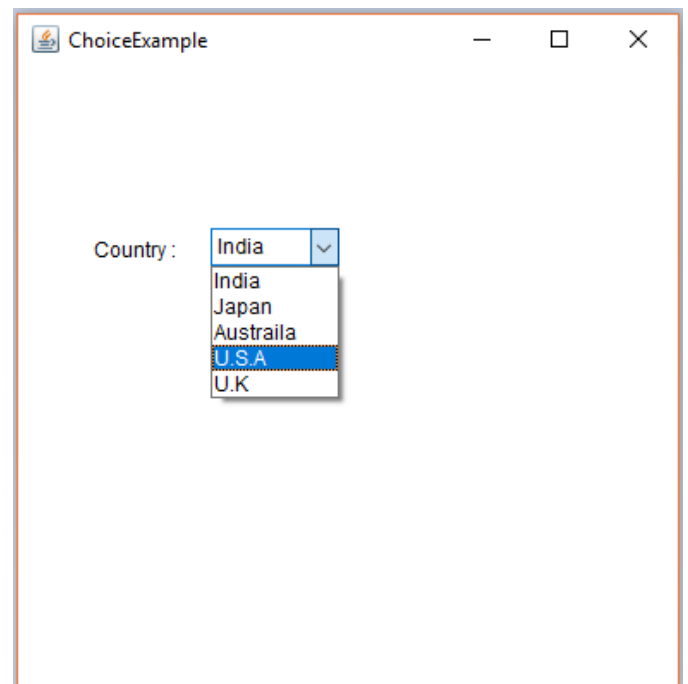 ChoiceExample
Country : India
India
Japan
Austraila
U.S.A
U.K